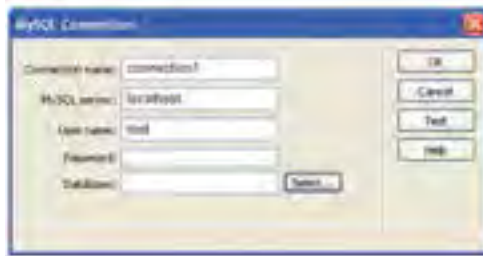 MySQL Connection
Connection name: connection1
MySQL server: localhost
User name: root
Password:
Database: Select...
OK
Cancel
Test
Help